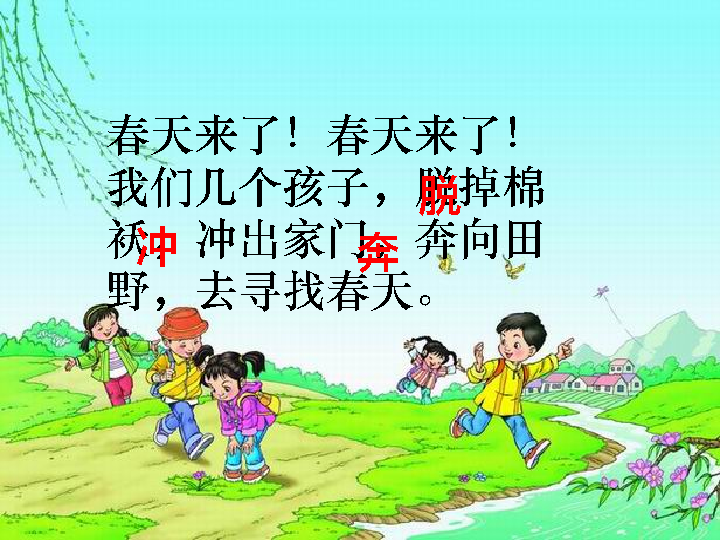 春天来了！春天来了！
我们几个孩子，脱掉棉
袄，冲出家门，奔向田
野，去寻找春天。
脱
冲
奔